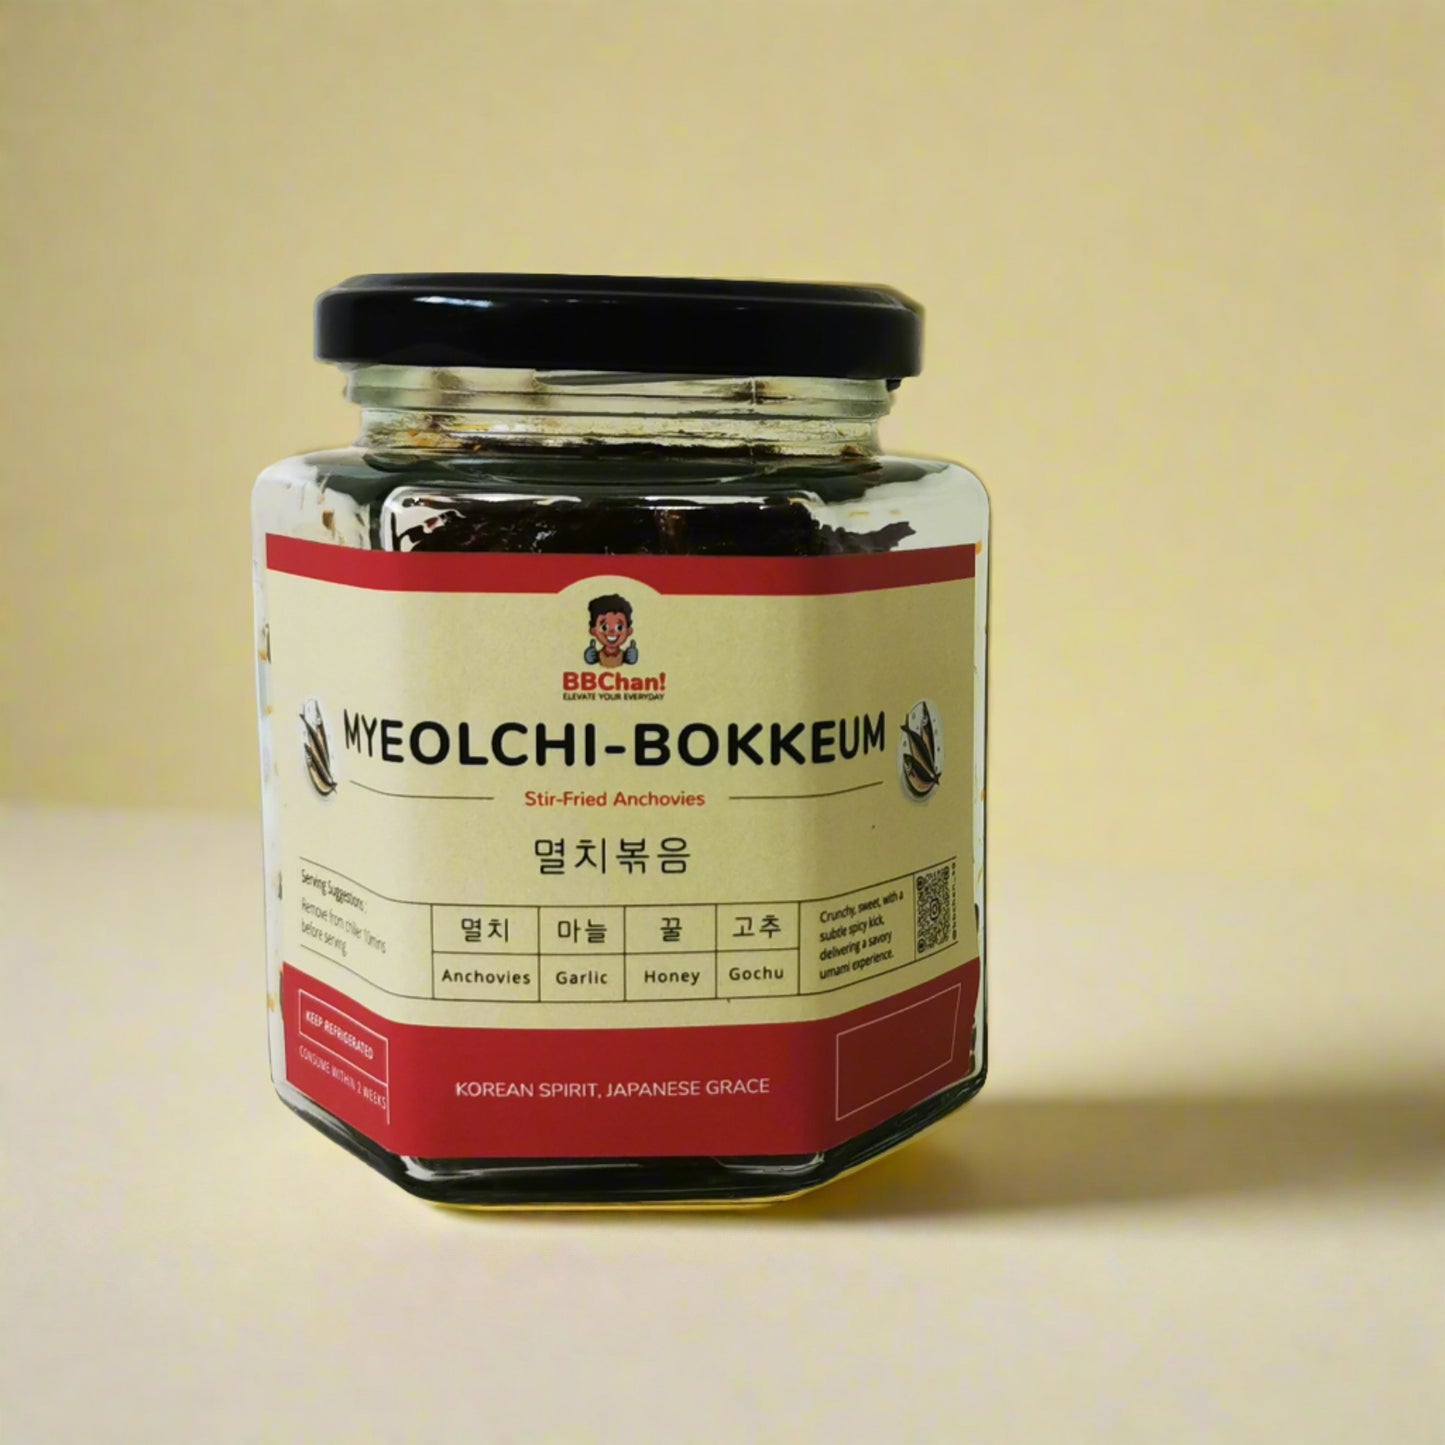 BBChan!
ELEVATE YOUR EVERYDAY
MYEOLCHI-BOKKEUM
Stir-Fried Anchovies
멸치볶음
Serving Suggestions :
Remove from chiller 10mins
before serving.
멸치 마늘 꿀 고추
Anchovies Garlic Honey Gochu
Crunchy, sweet, with a
subtle spicy kick,
delivering a savory
umami experience.
@bbchan_sg
KEEP REFRIGERATED
CONSUME WITHIN 2 WEEKS
KOREAN SPIRIT, JAPANESE GRACE